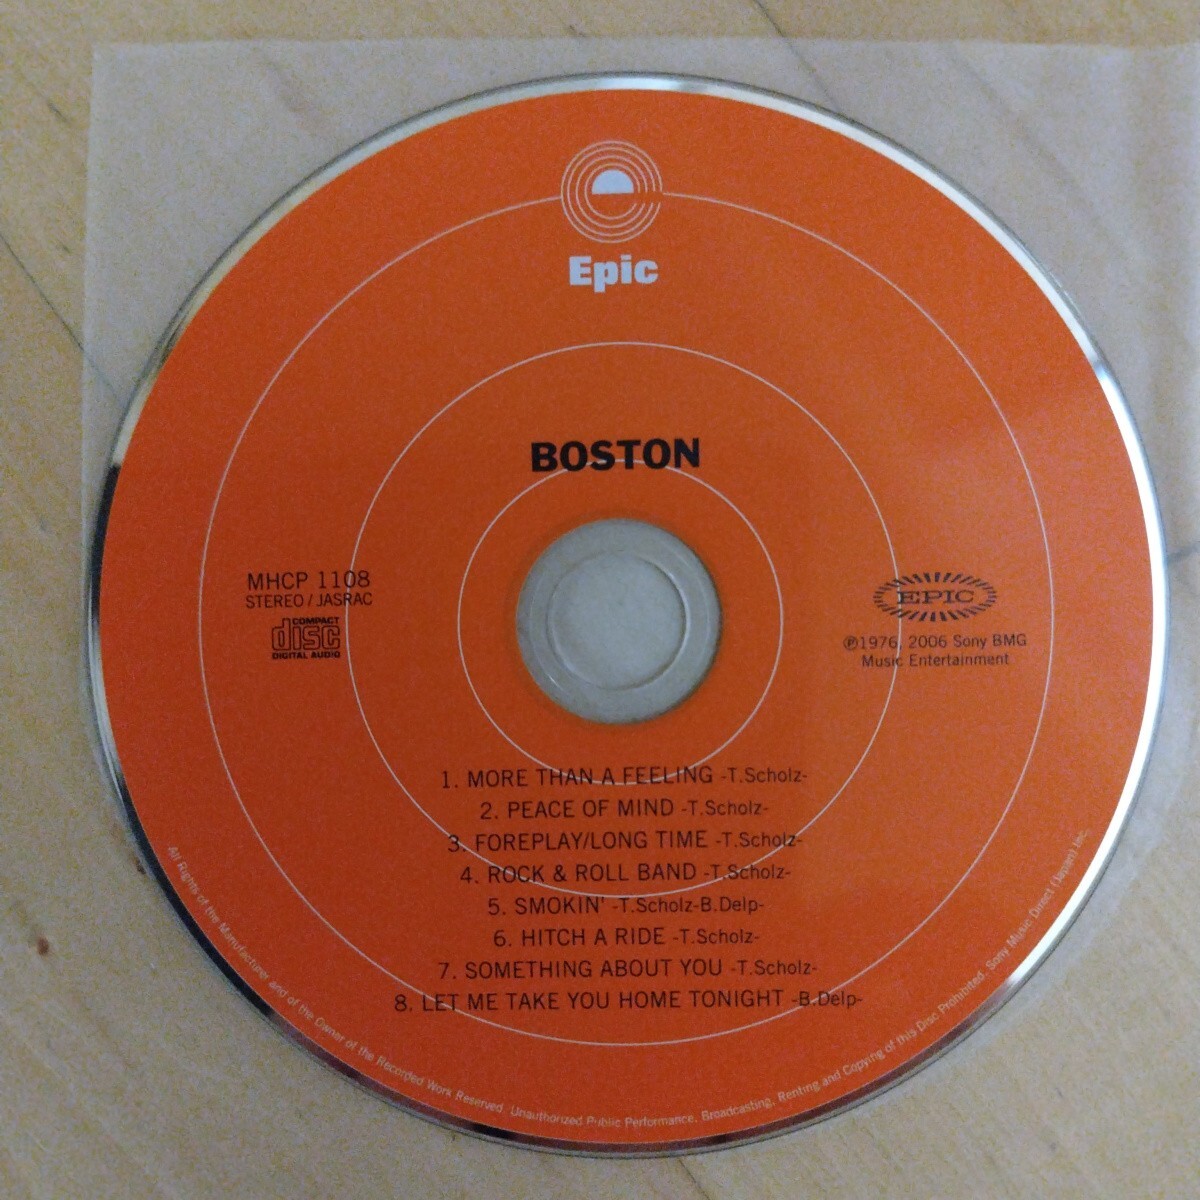 Epic
BOSTON
MHCP 1108
STEREO / JASRAC
COMPACT
disc
DIGITAL AUDIO
EPIC
℗1976, 2006 Sony BMG
Music Entertainment
1. MORE THAN A FEELING -T.Scholz-
2. PEACE OF MIND -T.Scholz-
3. FOREPLAY/LONG TIME -T.Scholz-
4. ROCK & ROLL BAND -T.Scholz-
5. SMOKIN' -T.Scholz-B.Delp-
6. HITCH A RIDE -T.Scholz-
7. SOMETHING ABOUT YOU -T.Scholz-
8. LET ME TAKE YOU HOME TONIGHT -B.Delp-
All Rights of the Manufacturer and of the Owner of the Recorded Work Reserved. Unauthorized Public Performance, Broadcasting, Renting and Copying of this Disc Prohibited. Sony Music Direct (Japan) Inc.